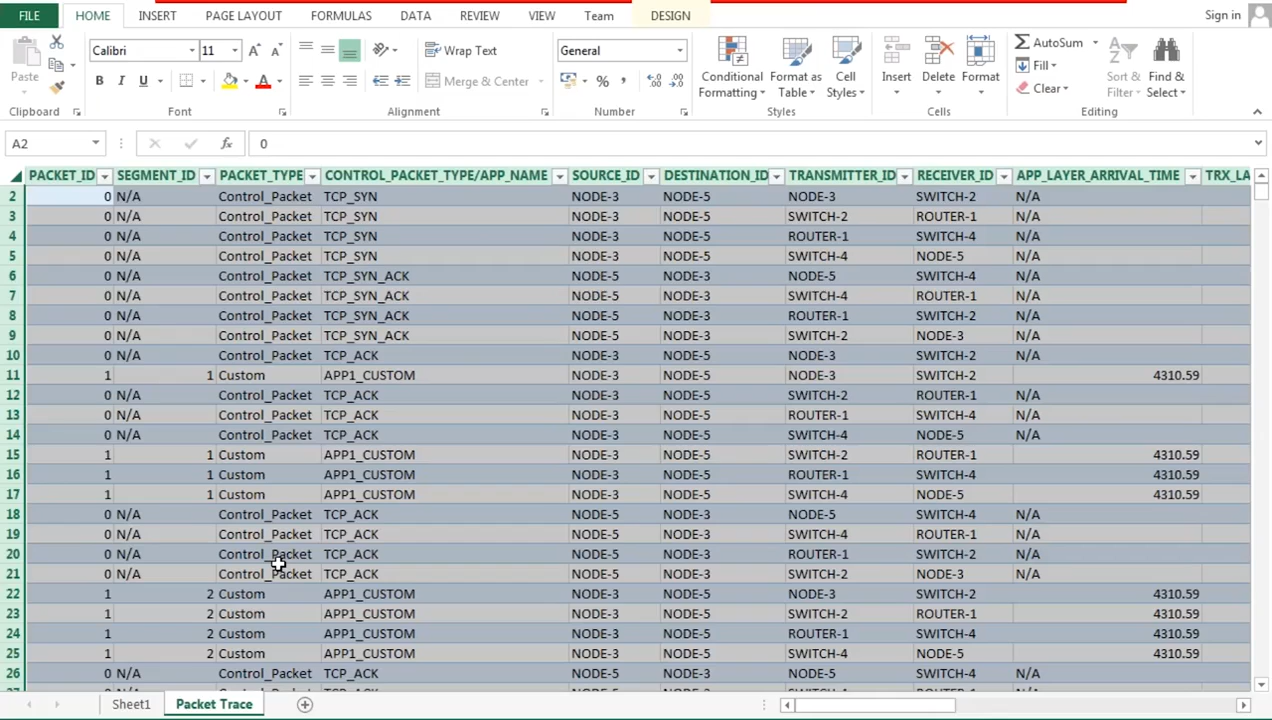 FILE HOME INSERT PAGE LAYOUT FORMULAS DATA REVIEW VIEW Team DESIGN Sign in
Calibri 11 Wrap Text General AutoSum
Paste B I U Merge & Center % , Conditional Formatting Format as Table Cell Styles Insert Delete Format Fill Clear Sort & Filter Find & Select
Clipboard Font Alignment Number Styles Cells Editing
A2 fx 0
PACKET_ID SEGMENT_ID PACKET_TYPE CONTROL_PACKET_TYPE/APP_NAME SOURCE_ID DESTINATION_ID TRANSMITTER_ID RECEIVER_ID APP_LAYER_ARRIVAL_TIME TRX_LA
2 0 N/A Control_Packet TCP_SYN NODE-3 NODE-5 NODE-3 SWITCH-2 N/A
3 0 N/A Control_Packet TCP_SYN NODE-3 NODE-5 SWITCH-2 ROUTER-1 N/A
4 0 N/A Control_Packet TCP_SYN NODE-3 NODE-5 ROUTER-1 SWITCH-4 N/A
5 0 N/A Control_Packet TCP_SYN NODE-3 NODE-5 SWITCH-4 NODE-5 N/A
6 0 N/A Control_Packet TCP_SYN_ACK NODE-5 NODE-3 NODE-5 SWITCH-4 N/A
7 0 N/A Control_Packet TCP_SYN_ACK NODE-5 NODE-3 SWITCH-4 ROUTER-1 N/A
8 0 N/A Control_Packet TCP_SYN_ACK NODE-5 NODE-3 ROUTER-1 SWITCH-2 N/A
9 0 N/A Control_Packet TCP_SYN_ACK NODE-5 NODE-3 SWITCH-2 NODE-3 N/A
10 0 N/A Control_Packet TCP_ACK NODE-3 NODE-5 NODE-3 SWITCH-2 N/A
11 1 1 Custom APP1_CUSTOM NODE-3 NODE-5 NODE-3 SWITCH-2 4310.59
12 0 N/A Control_Packet TCP_ACK NODE-3 NODE-5 SWITCH-2 ROUTER-1 N/A
13 0 N/A Control_Packet TCP_ACK NODE-3 NODE-5 ROUTER-1 SWITCH-4 N/A
14 0 N/A Control_Packet TCP_ACK NODE-3 NODE-5 SWITCH-4 NODE-5 N/A
15 1 1 Custom APP1_CUSTOM NODE-3 NODE-5 SWITCH-2 ROUTER-1 4310.59
16 1 1 Custom APP1_CUSTOM NODE-3 NODE-5 ROUTER-1 SWITCH-4 4310.59
17 1 1 Custom APP1_CUSTOM NODE-3 NODE-5 SWITCH-4 NODE-5 4310.59
18 0 N/A Control_Packet TCP_ACK NODE-5 NODE-3 NODE-5 SWITCH-4 N/A
19 0 N/A Control_Packet TCP_ACK NODE-5 NODE-3 SWITCH-4 ROUTER-1 N/A
20 0 N/A Control_Packet TCP_ACK NODE-5 NODE-3 ROUTER-1 SWITCH-2 N/A
21 0 N/A Control_Packet TCP_ACK NODE-5 NODE-3 SWITCH-2 NODE-3 N/A
22 1 2 Custom APP1_CUSTOM NODE-3 NODE-5 NODE-3 SWITCH-2 4310.59
23 1 2 Custom APP1_CUSTOM NODE-3 NODE-5 SWITCH-2 ROUTER-1 4310.59
24 1 2 Custom APP1_CUSTOM NODE-3 NODE-5 ROUTER-1 SWITCH-4 4310.59
25 1 2 Custom APP1_CUSTOM NODE-3 NODE-5 SWITCH-4 NODE-5 4310.59
26 0 N/A Control_Packet TCP_ACK NODE-5 NODE-3 NODE-5 SWITCH-4 N/A
Sheet1 Packet Trace